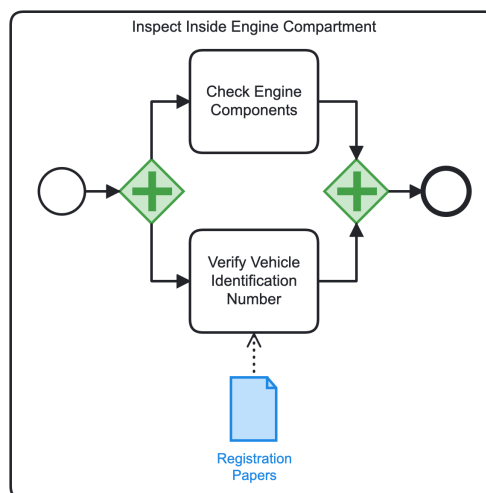 Inspect Inside Engine Compartment
Check Engine
Components
Verify Vehicle
Identification
Number
Registration
Papers